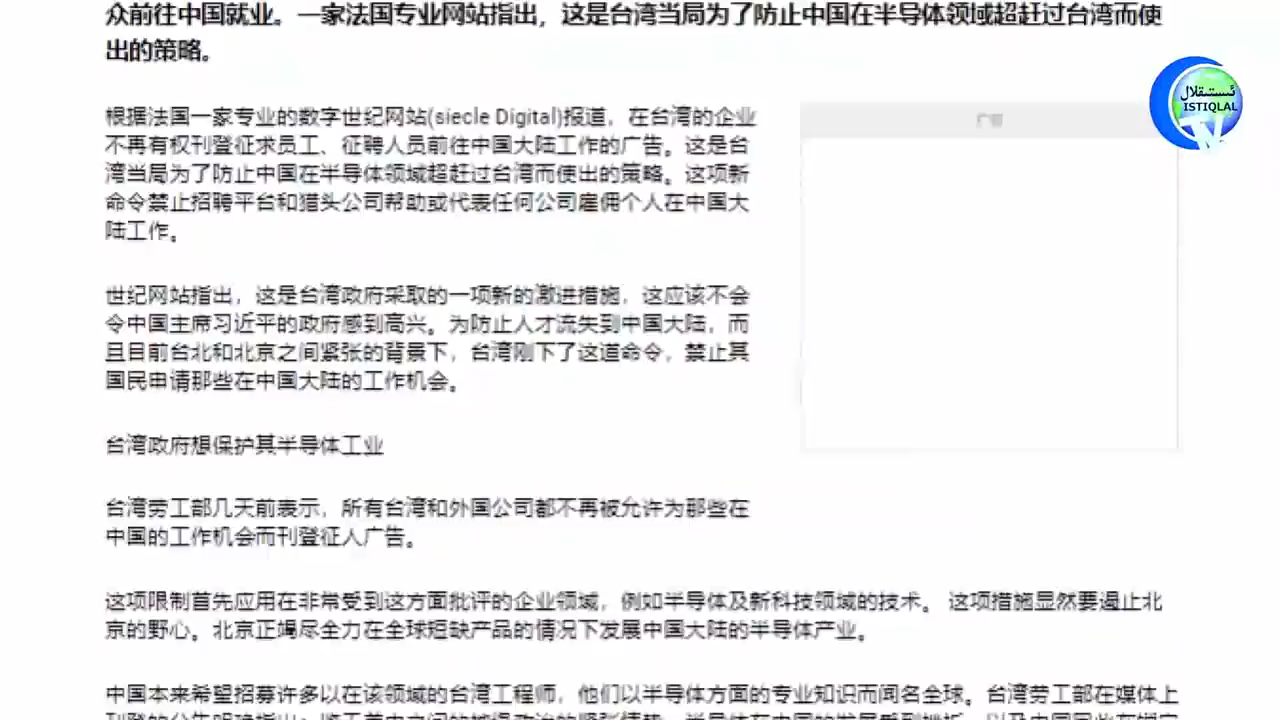 众前往中国就业。一家法国专业网站指出，这是台湾当局为了防止中国在半导体领域超赶过台湾而使
出的策略。
ئىستىقلال
ISTIQLAL
TV
广告
根据法国一家专业的数字世纪网站(siecle Digital)报道，在台湾的企业
不再有权刊登征求员工、征聘人员前往中国大陆工作的广告。这是台
湾当局为了防止中国在半导体领域超赶过台湾而使出的策略。这项新
命令禁止招聘平台和猎头公司帮助或代表任何公司雇佣个人在中国大
陆工作。
世纪网站指出，这是台湾政府采取的一项新的激进措施，这应该不会
令中国主席习近平的政府感到高兴。为防止人才流失到中国大陆，而
且目前台北和北京之间紧张的背景下，台湾刚下了这道命令，禁止其
国民申请那些在中国大陆的工作机会。
台湾政府想保护其半导体工业
台湾劳工部几天前表示，所有台湾和外国公司都不再被允许为那些在
中国的工作机会而刊登征人广告。
这项限制首先应用在非常受到这方面批评的企业领域，例如半导体及新科技领域的技术。 这项措施显然要遏止北
京的野心。北京正竭尽全力在全球短缺产品的情况下发展中国大陆的半导体产业。
中国本来希望招募许多以在该领域的台湾工程师，他们以半导体方面的专业知识而闻名全球。台湾劳工部在媒体上